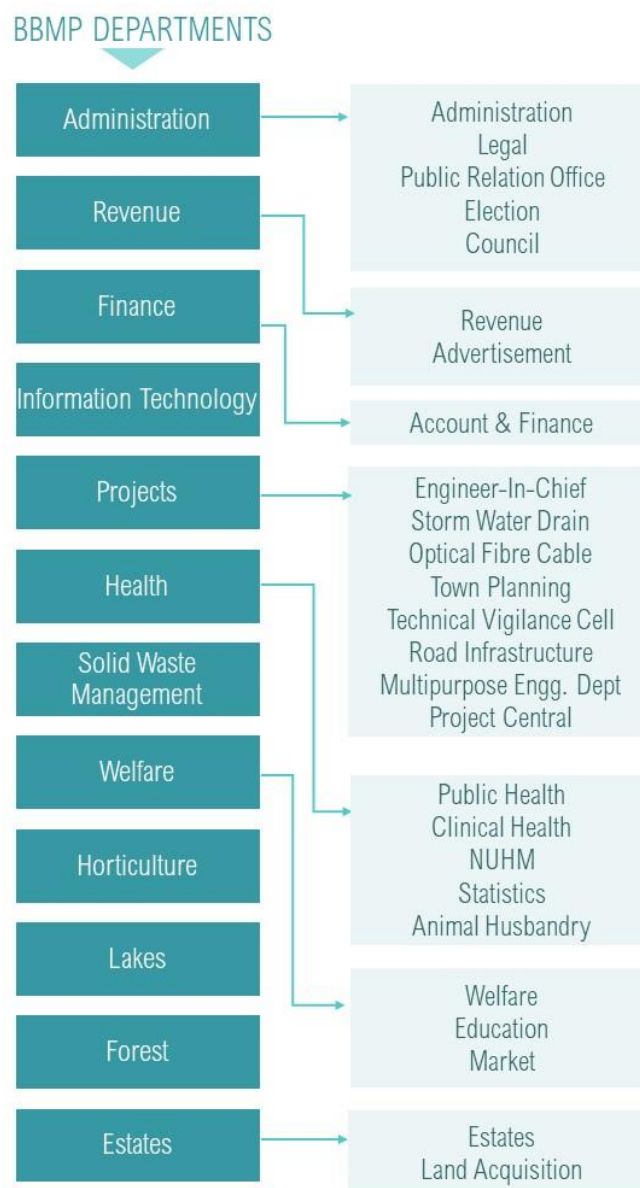 BBMP DEPARTMENTS
Administration
Revenue
Finance
Information Technology
Projects
Health
Solid Waste
Management
Welfare
Horticulture
Lakes
Forest
Estates
Administration
Legal
Public Relation Office
Election
Council
Revenue
Advertisement
Account & Finance
Engineer-In-Chief
Storm Water Drain
Optical Fibre Cable
Town Planning
Technical Vigilance Cell
Road Infrastructure
Multipurpose Engg. Dept
Project Central
Public Health
Clinical Health
NUHM
Statistics
Animal Husbandry
Welfare
Education
Market
Estates
Land Acquisition